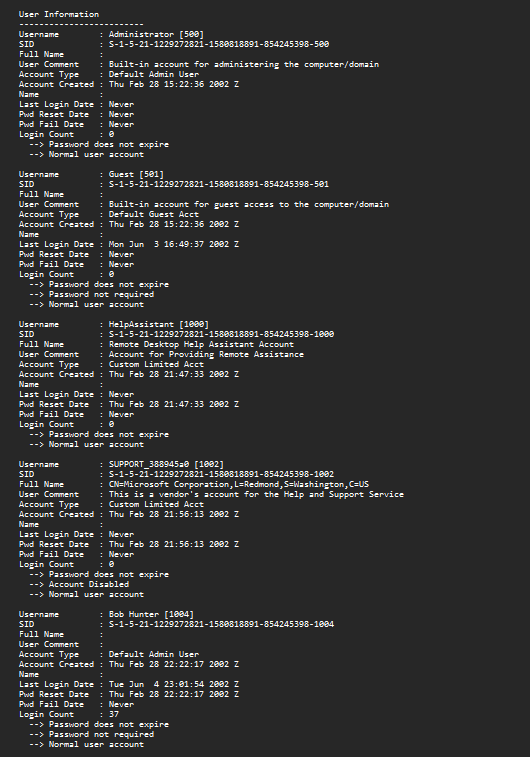 User Information
-------------------------
Username        : Administrator [500]
SID             : S-1-5-21-1229272821-1580818891-854245398-500
Full Name       :
User Comment    : Built-in account for administering the computer/domain
Account Type    : Default Admin User
Account Created : Thu Feb 28 15:22:36 2002 Z
Name            :
Last Login Date : Never
Pwd Reset Date  : Never
Pwd Fail Date   : Never
Login Count     : 0
  --> Password does not expire
  --> Normal user account

Username        : Guest [501]
SID             : S-1-5-21-1229272821-1580818891-854245398-501
Full Name       :
User Comment    : Built-in account for guest access to the computer/domain
Account Type    : Default Guest Acct
Account Created : Thu Feb 28 15:22:36 2002 Z
Name            :
Last Login Date : Mon Jun  3 16:49:37 2002 Z
Pwd Reset Date  : Never
Pwd Fail Date   : Never
Login Count     : 0
  --> Password does not expire
  --> Password not required
  --> Normal user account

Username        : HelpAssistant [1000]
SID             : S-1-5-21-1229272821-1580818891-854245398-1000
Full Name       : Remote Desktop Help Assistant Account
User Comment    : Account for Providing Remote Assistance
Account Type    : Custom Limited Acct
Account Created : Thu Feb 28 21:47:33 2002 Z
Name            :
Last Login Date : Never
Pwd Reset Date  : Thu Feb 28 21:47:33 2002 Z
Pwd Fail Date   : Never
Login Count     : 0
  --> Password does not expire
  --> Normal user account

Username        : SUPPORT_388945a0 [1002]
SID             : S-1-5-21-1229272821-1580818891-854245398-1002
Full Name       : CN=Microsoft Corporation,L=Redmond,S=Washington,C=US
User Comment    : This is a vendor's account for the Help and Support Service
Account Type    : Custom Limited Acct
Account Created : Thu Feb 28 21:56:13 2002 Z
Name            :
Last Login Date : Never
Pwd Reset Date  : Thu Feb 28 21:56:13 2002 Z
Pwd Fail Date   : Never
Login Count     : 0
  --> Password does not expire
  --> Account Disabled
  --> Normal user account

Username        : Bob Hunter [1004]
SID             : S-1-5-21-1229272821-1580818891-854245398-1004
Full Name       :
User Comment    :
Account Type    : Default Admin User
Account Created : Thu Feb 28 22:22:17 2002 Z
Name            :
Last Login Date : Tue Jun  4 23:01:54 2002 Z
Pwd Reset Date  : Thu Feb 28 22:22:17 2002 Z
Pwd Fail Date   : Never
Login Count     : 37
  --> Password does not expire
  --> Password not required
  --> Normal user account